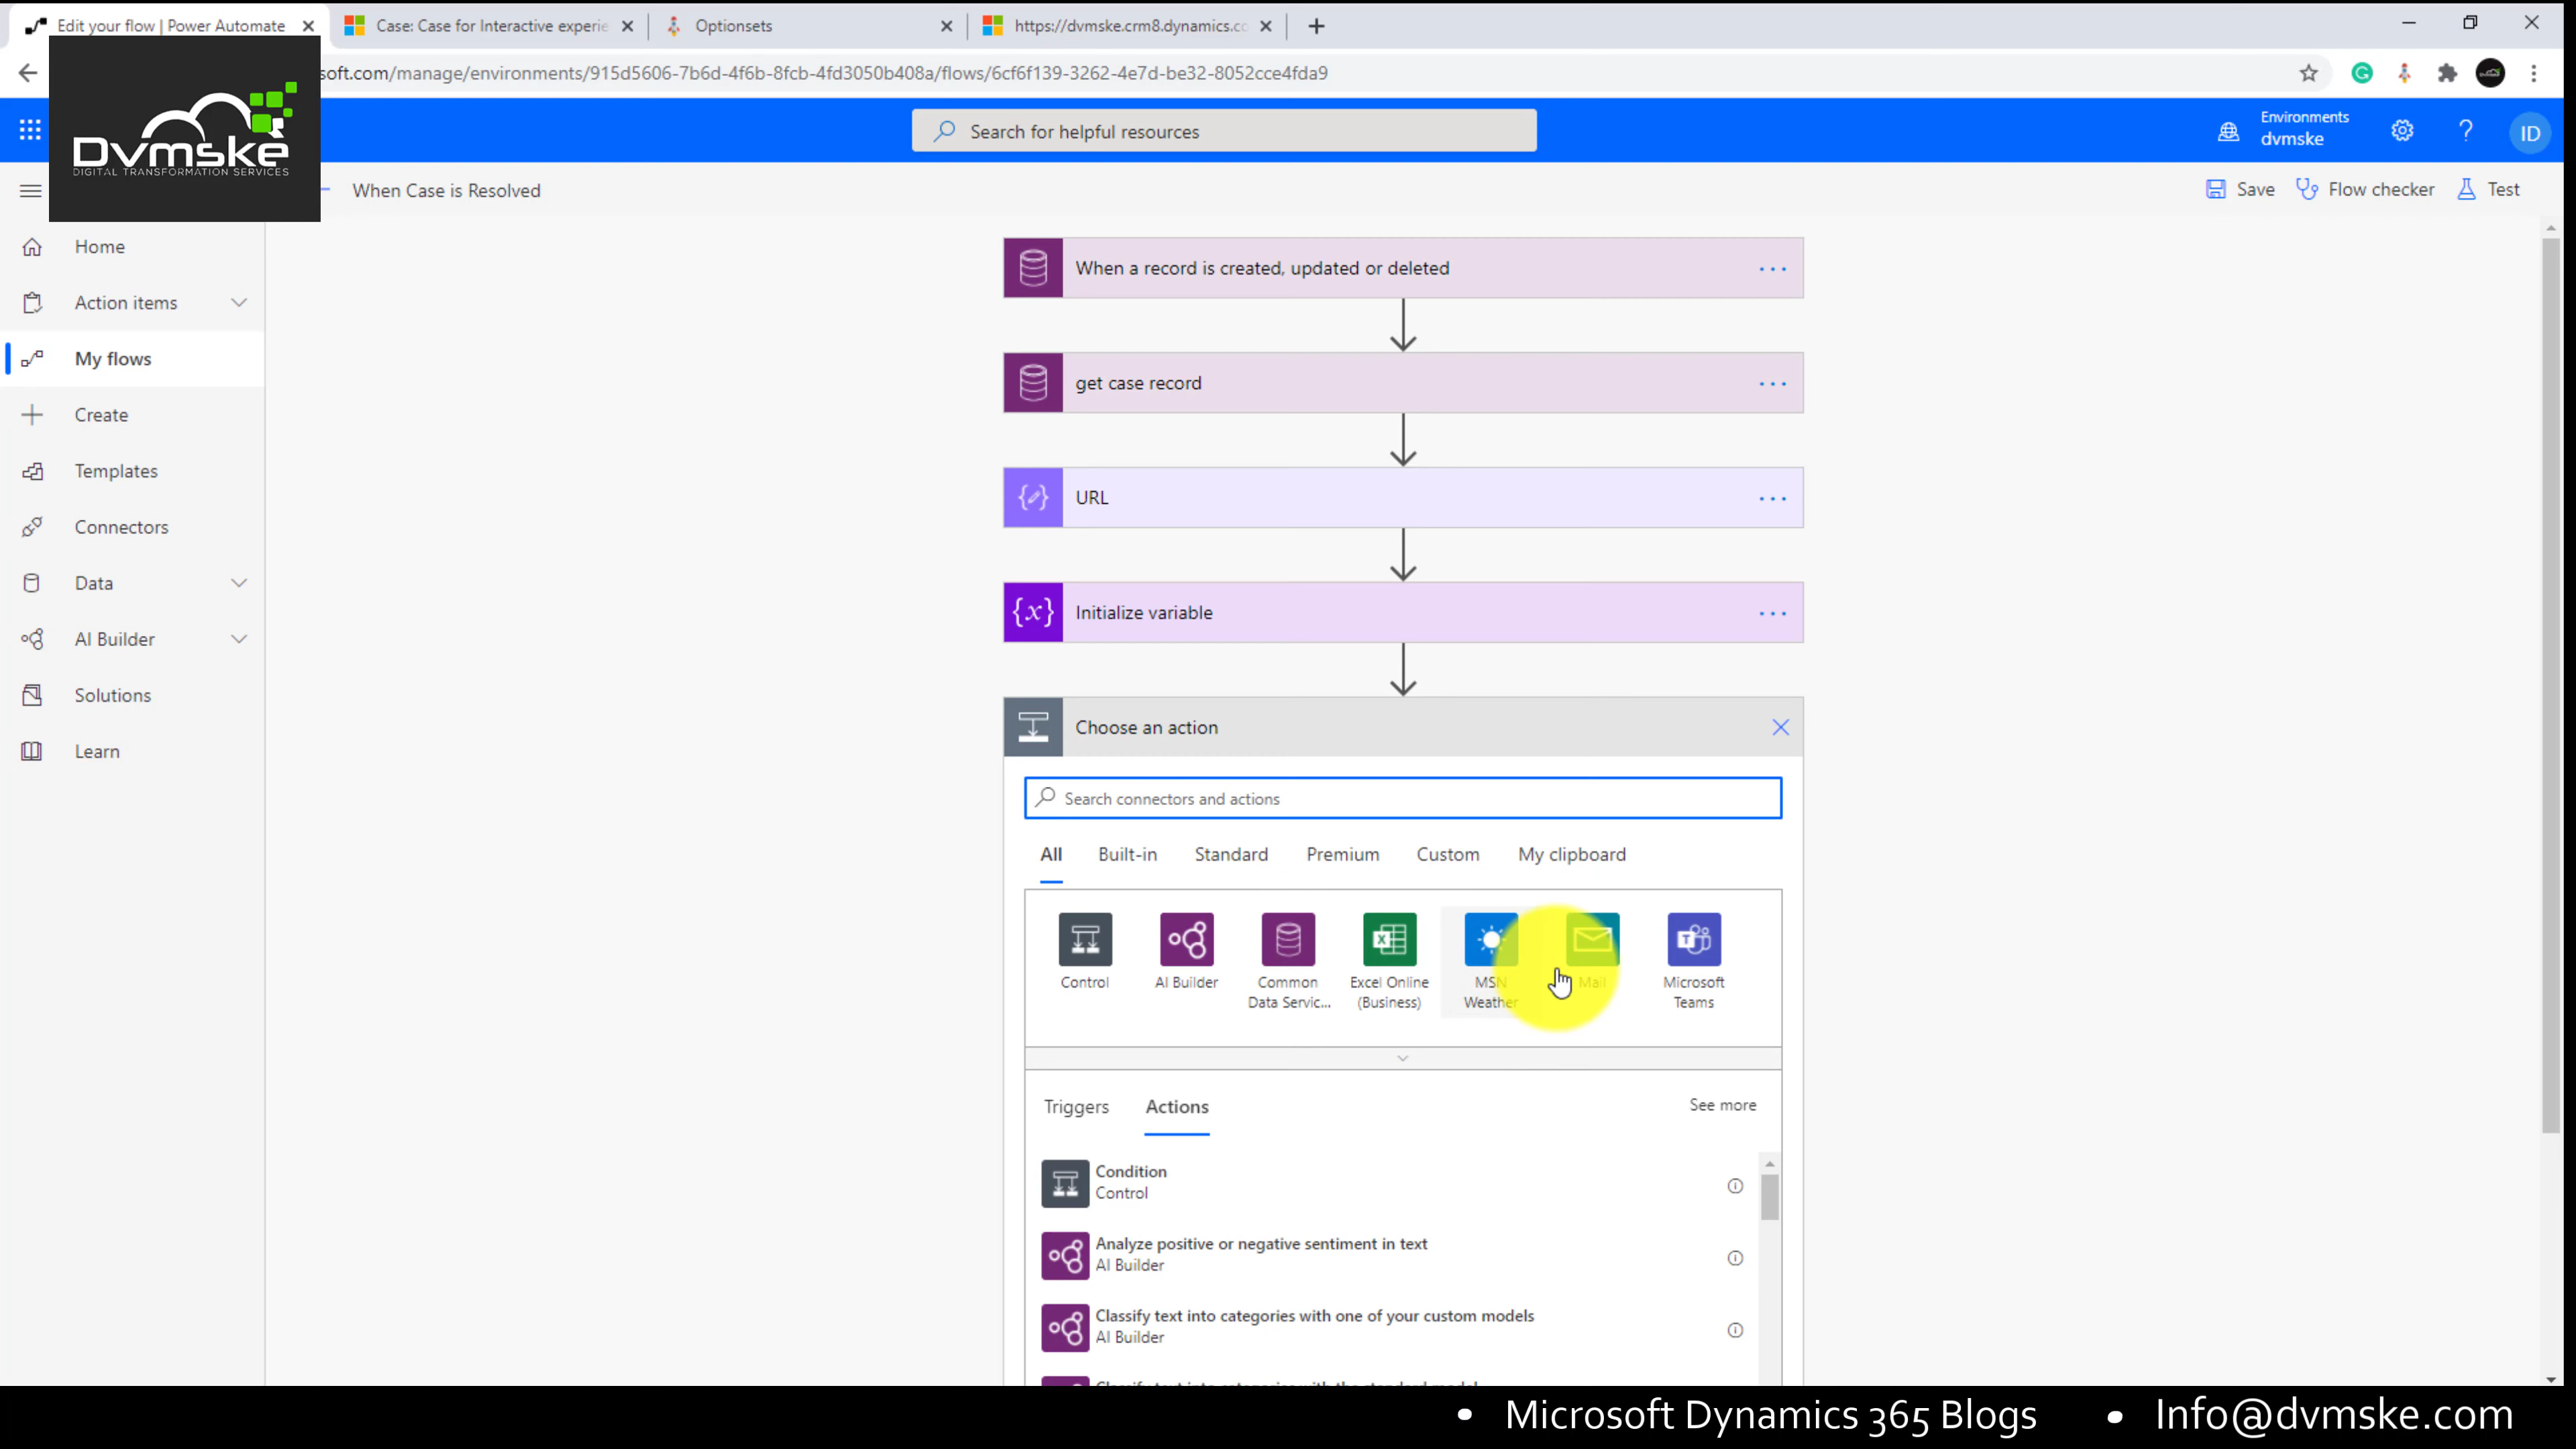 Edit your flow | Power Automate
Case: Case for Interactive experie
Optionsets
https://dvmske.crm8.dynamics.co
soft.com/manage/environments/915d5606-7b6d-4f6b-8fcb-4fd3050b408a/flows/6cf6f139-3262-4e7d-be32-8052cce4fda9
Dvmske
DIGITAL TRANSFORMATION SERVICES
Search for helpful resources
Environments
dvmske
ID
When Case is Resolved
Save
Flow checker
Test
Home
Action items
My flows
Create
Templates
Connectors
Data
AI Builder
Solutions
Learn
When a record is created, updated or deleted
get case record
URL
Initialize variable
Choose an action
Search connectors and actions
All
Built-in
Standard
Premium
Custom
My clipboard
Control
AI Builder
Common
Data Servic...
Excel Online
(Business)
MSN
Weather
Mail
Microsoft
Teams
Triggers
Actions
See more
Condition
Control
Analyze positive or negative sentiment in text
AI Builder
Classify text into categories with one of your custom models
AI Builder
• Microsoft Dynamics 365 Blogs
• Info@dvmske.com